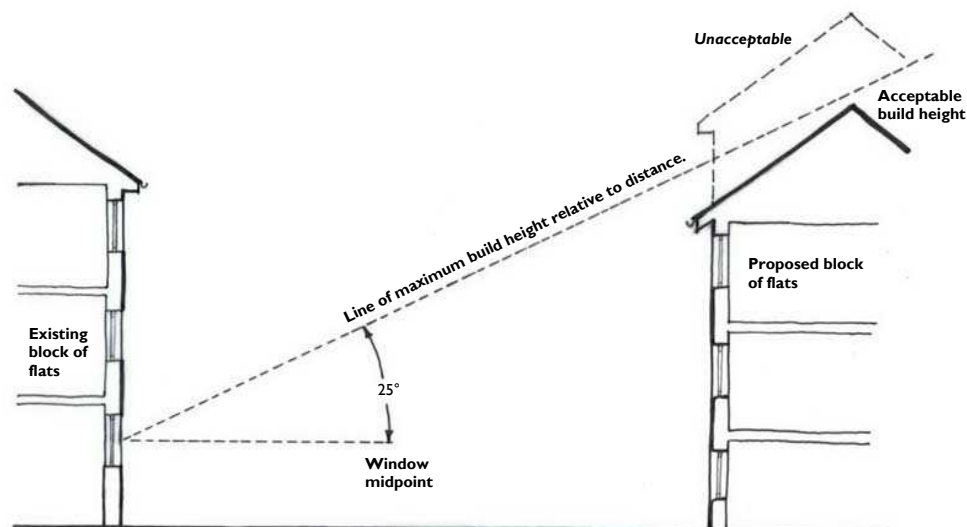 Unacceptable
Acceptable
build height
Line of maximum build height relative to distance.
Proposed block
of flats
Existing
block of
flats
25°
Window
midpoint